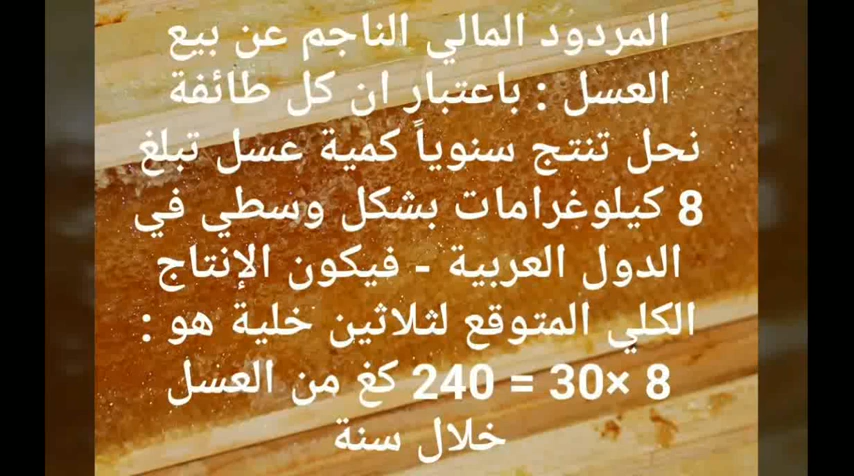 المردود المالي الناجم عن بيع
العسل : باعتبار ان كل طائفة
نحل تنتج سنوياً كمية عسل تبلغ
8 كيلوغرامات بشكل وسطي في
الدول العربية - فيكون الإنتاج
الكلي المتوقع لثلاثين خلية هو :
8 ×30 = 240 كغ من العسل
خلال سنة